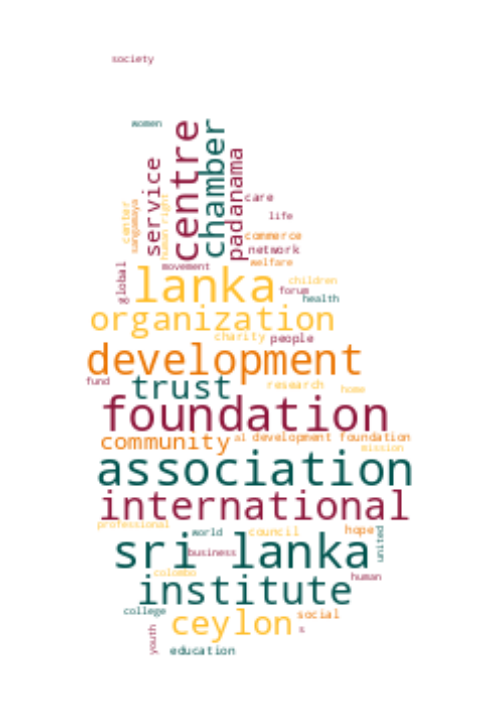 society
women
centre
chamber
service
padanama
center
sangamaya
human right
care
life
commerce
network
welfare
movement
global
lanka
children
forum
health
organization
charity people
development
fund
trust
research
home
foundation
community
al development foundation
mission
association
international
professional
world
council
hope
united
sri lanka
business
colombo
human
institute
college
social
ceylon
s
youth
education